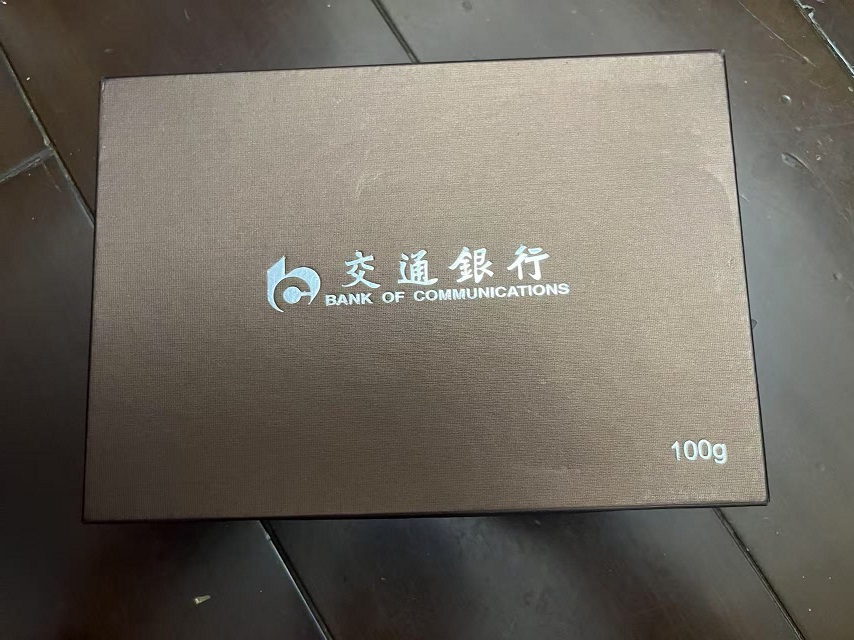 交通銀行
BANK OF COMMUNICATIONS
100g